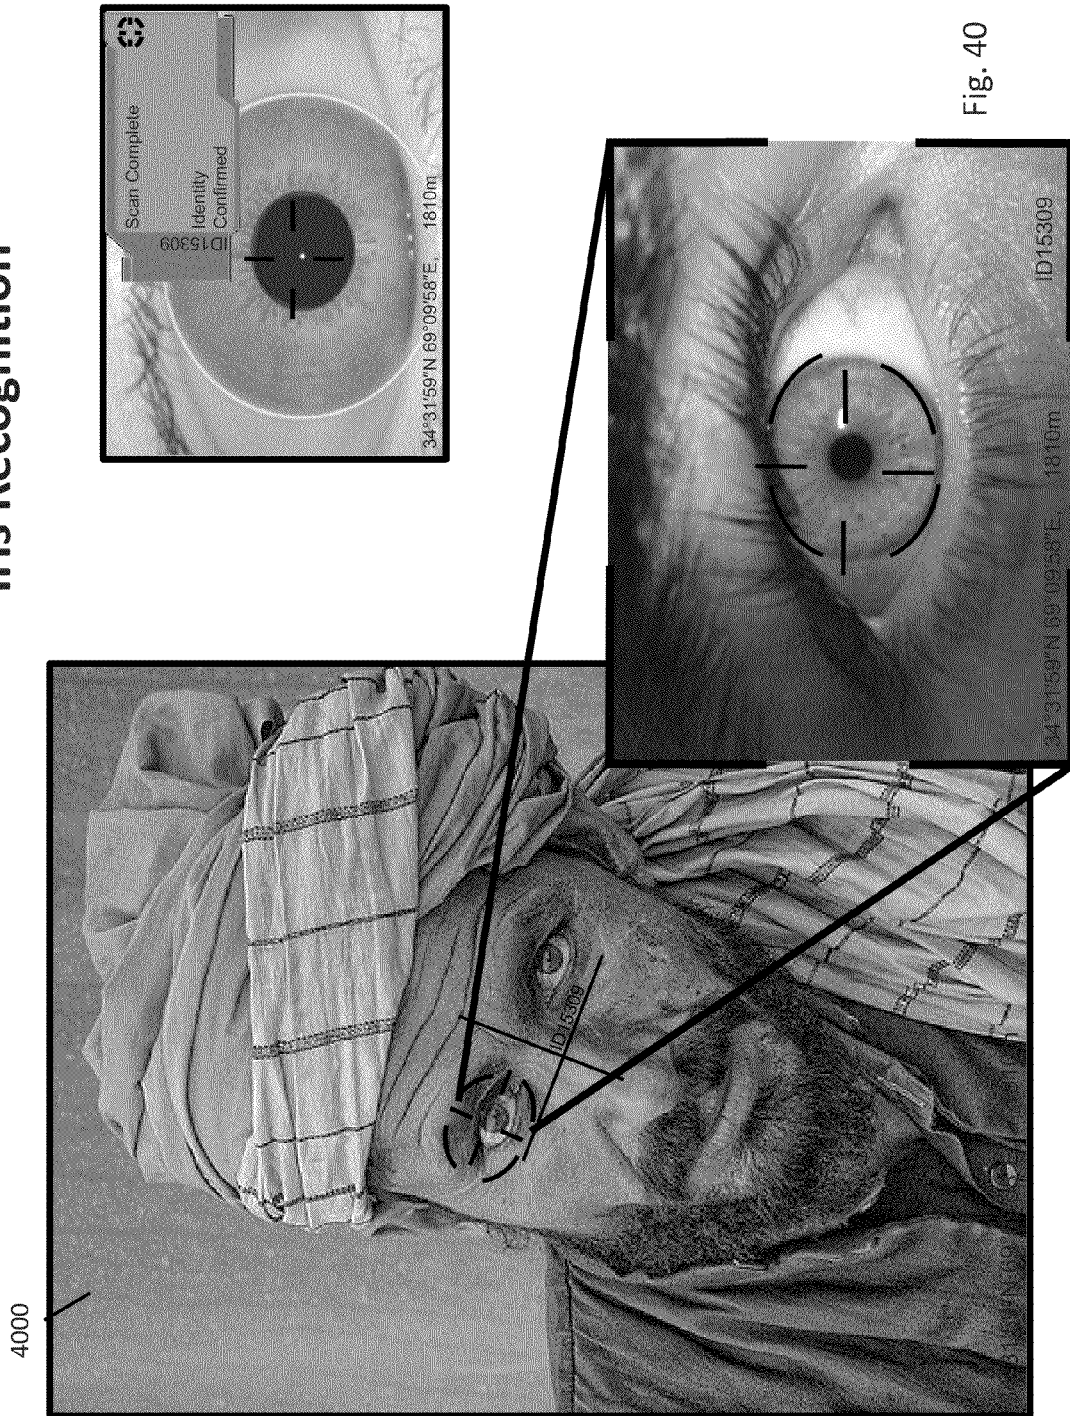 Iris Recognition
4000
ID15309
Scan Complete
Identity
Confirmed
ID15309
34°31'59"N 69°09'58"E, 1810m
ID15309
34°31'59"N 69°09'58"E, 1810m
Fig. 40